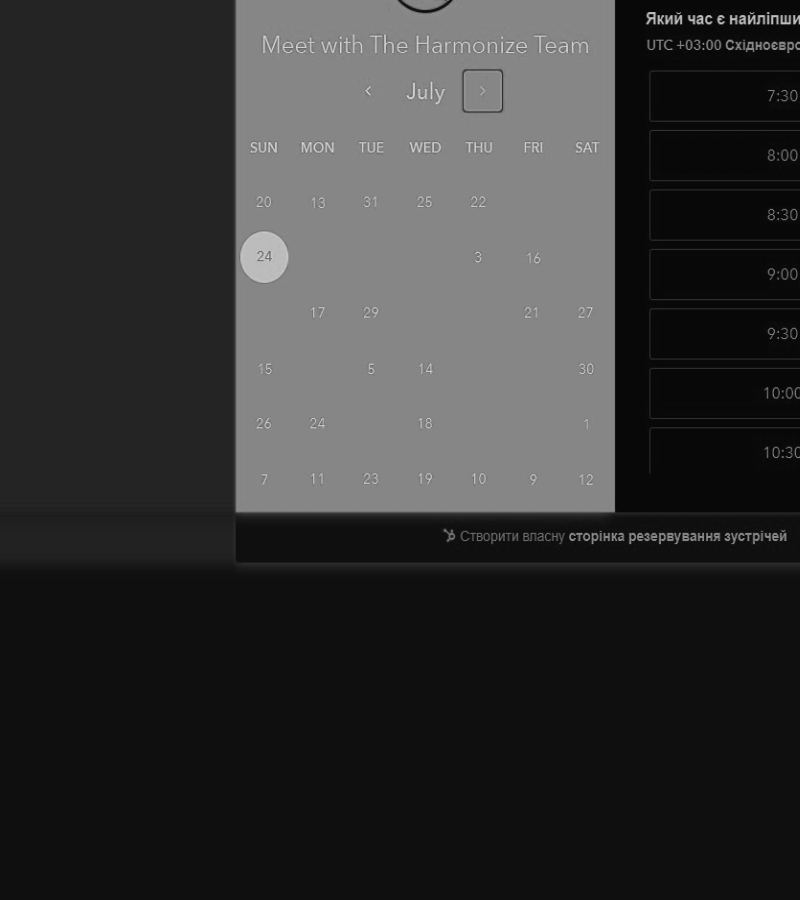 Meet with The Harmonize Team
‹ July ›
SUN MON TUE WED THU FRI SAT
20 13 31 25 22
24 3 16
17 29 21 27
15 5 14 30
26 24 18 1
7 11 23 19 10 9 12
Створити власну сторінка резервування зустрічей
Який час є найліпши
UTC +03:00 Східноєвро
7:30
8:00
8:30
9:00
9:30
10:00
10:30